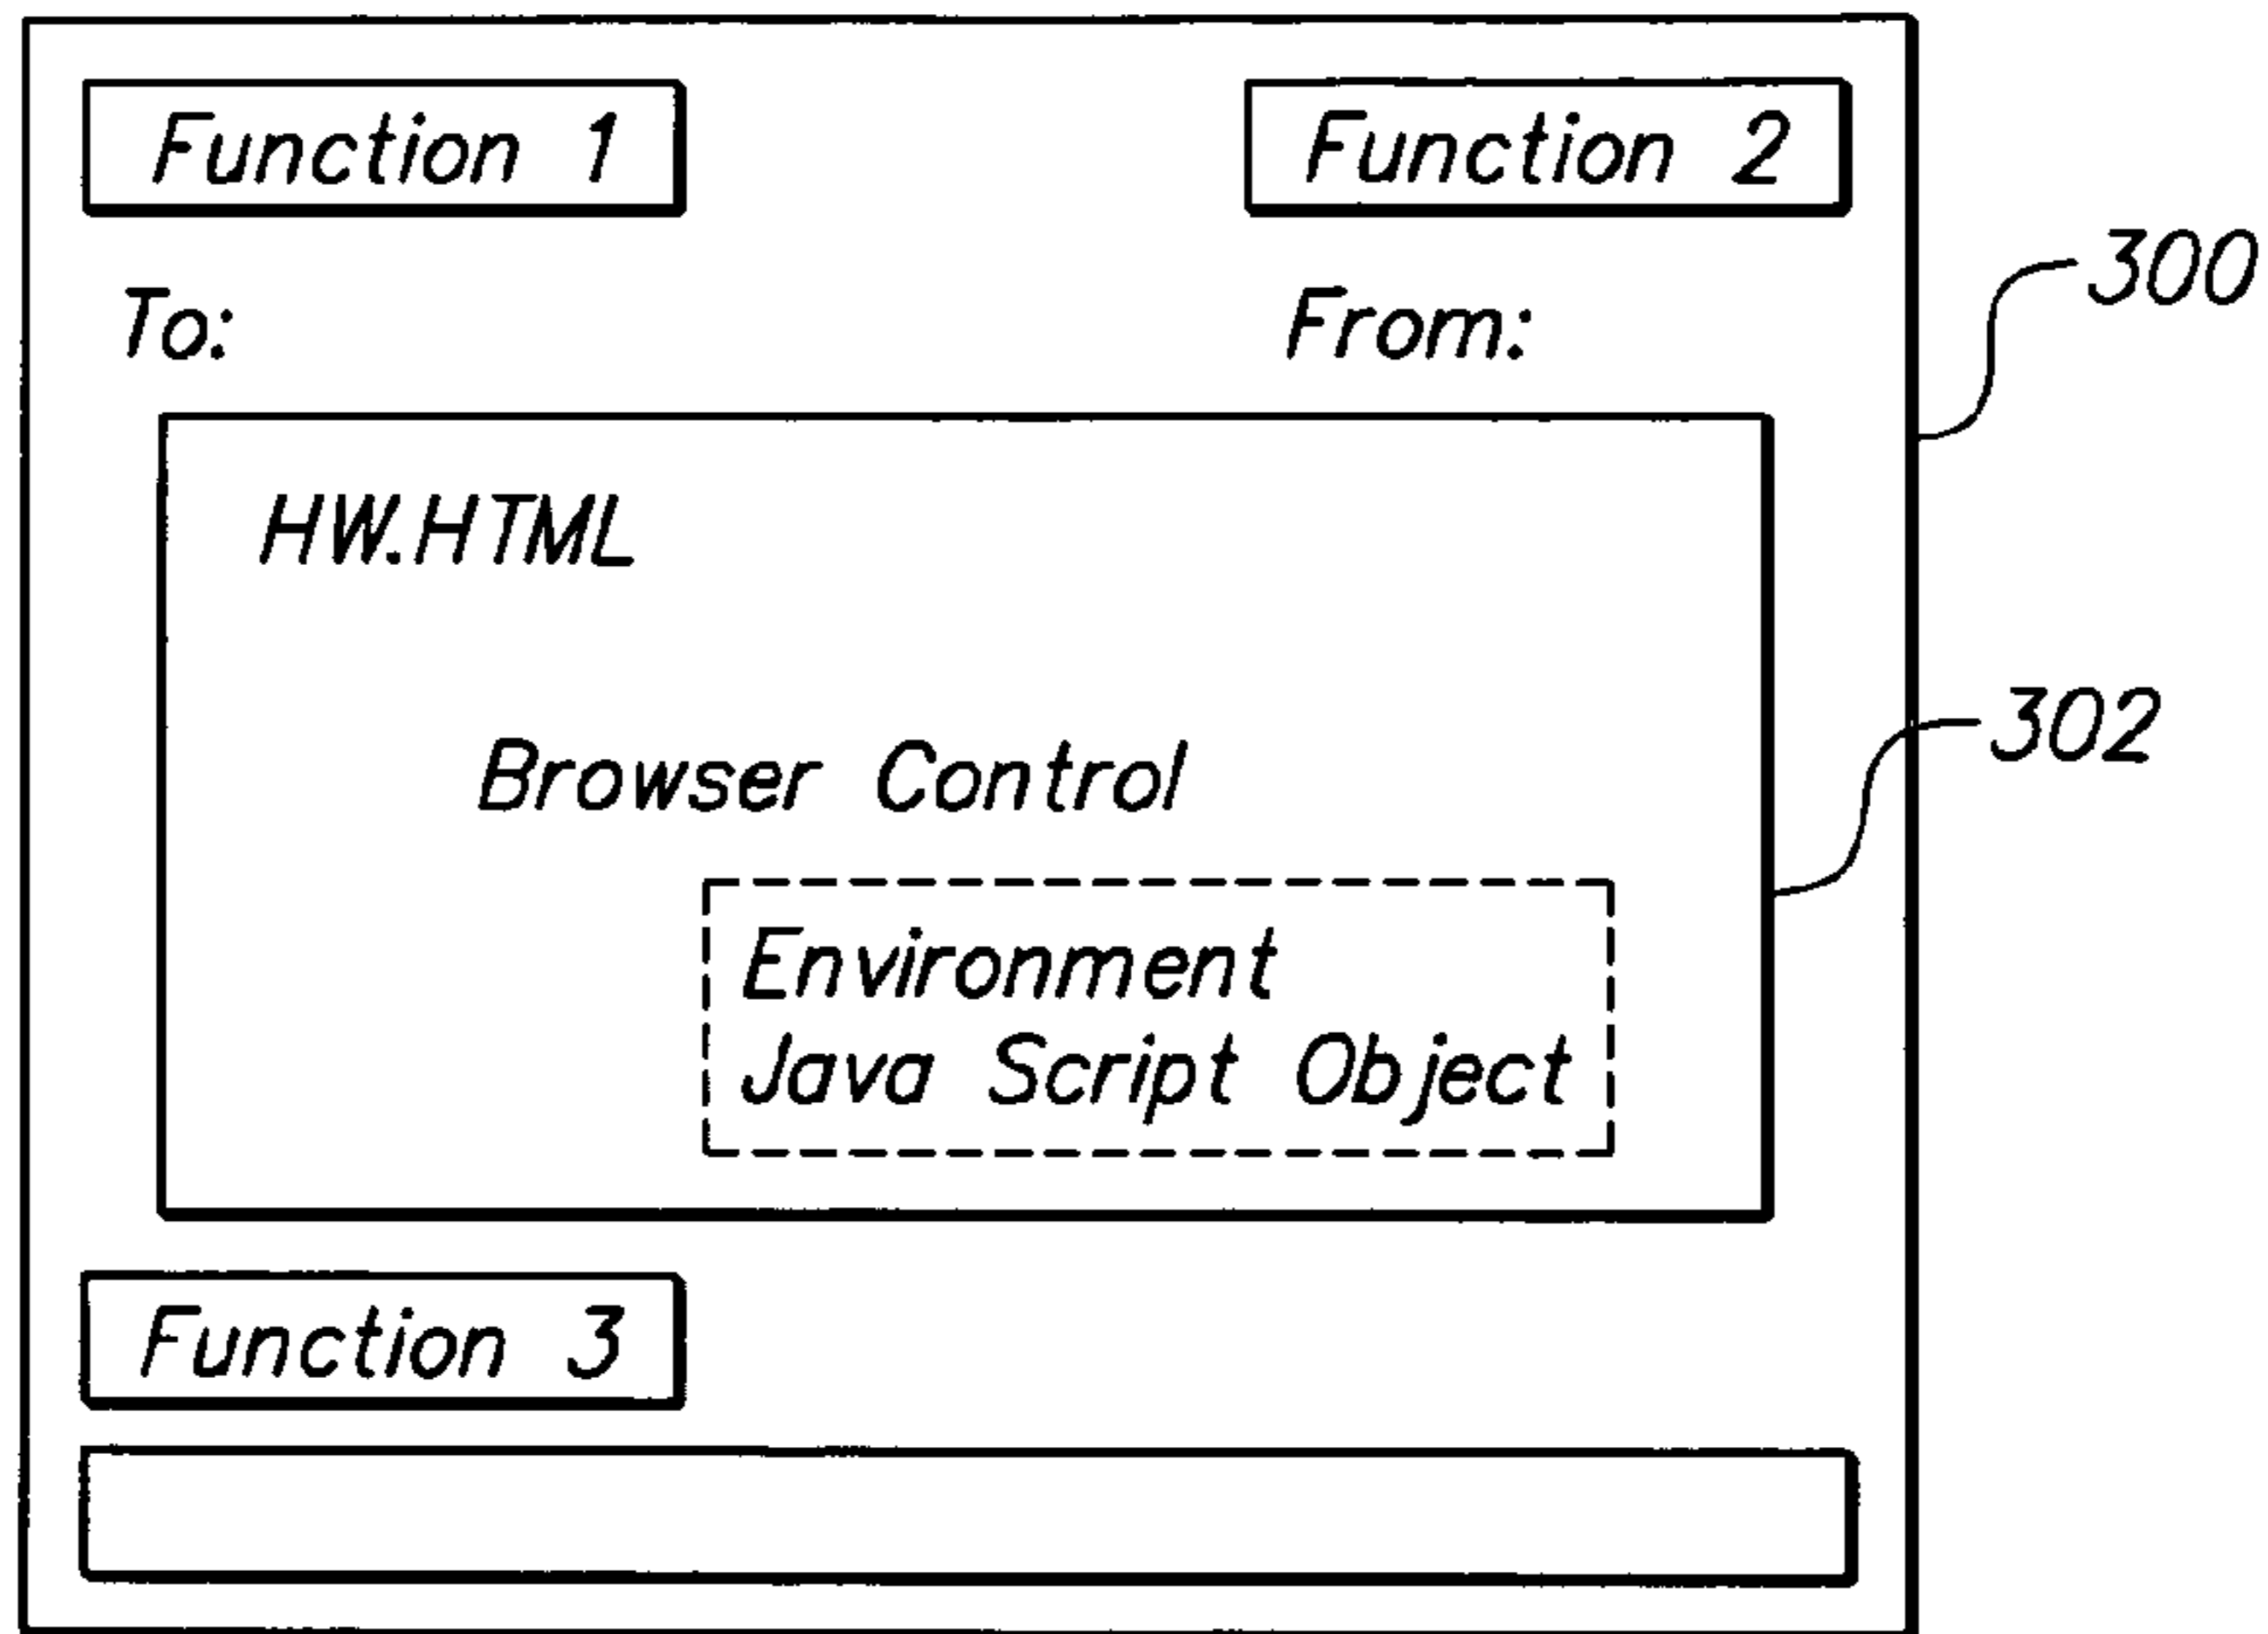 Function 1
Function 2
To:
From:
300
HW.HTML
Browser Control
302
Environment
Java Script Object
Function 3